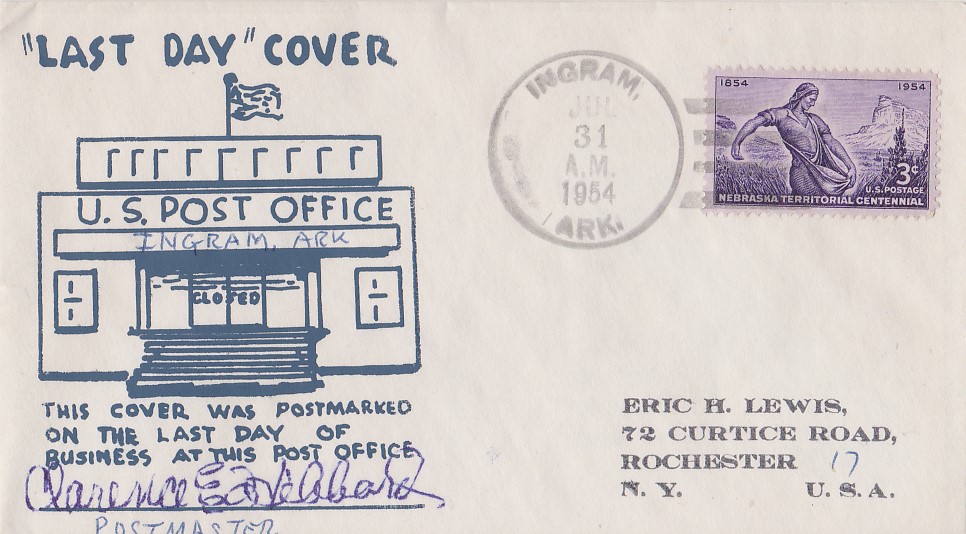 "LAST DAY" COVER
U.S. POST OFFICE
INGRAM, ARK
CLOSED
THIS COVER WAS POSTMARKED
ON THE LAST DAY OF
BUSINESS AT THIS POST OFFICE
Clarence E. Hibbard
POSTMASTER
INGRAM,
31
A.M.
1954
ARK.
1854 1954
3¢
U.S. POSTAGE
NEBRASKA TERRITORIAL CENTENNIAL
ERIC H. LEWIS,
72 CURTICE ROAD,
ROCHESTER 17
N. Y. U. S. A.